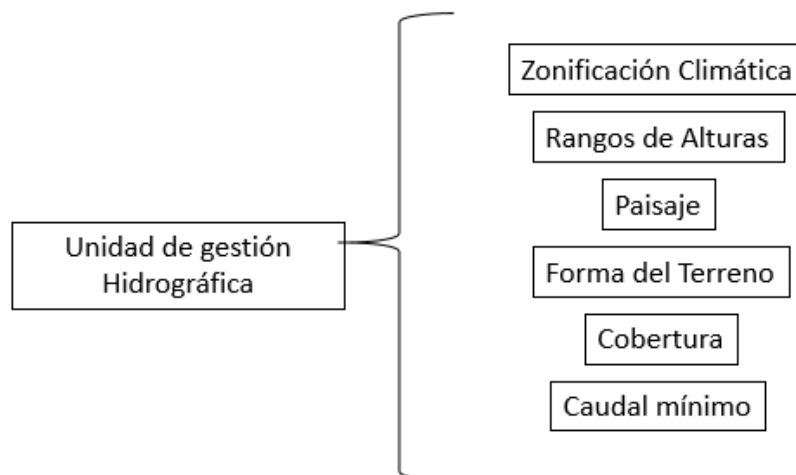 Zonificación Climática
Rangos de Alturas
Paisaje
Unidad de gestión
Hidrográfica
Forma del Terreno
Cobertura
Caudal mínimo